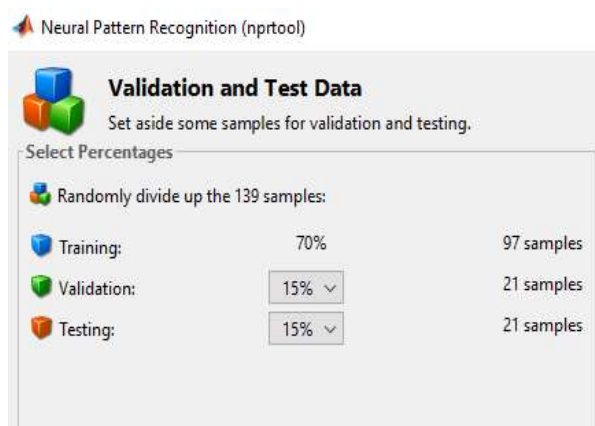 Neural Pattern Recognition (nprtool)
Validation and Test Data
Set aside some samples for validation and testing.
Select Percentages
Randomly divide up the 139 samples:
Training: 70% 97 samples
Validation: 15% 21 samples
Testing: 15% 21 samples